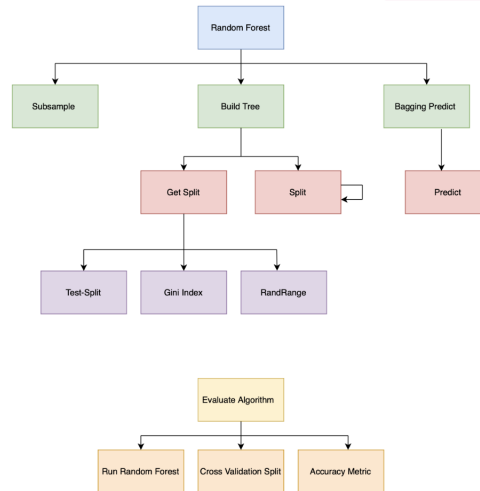 Random Forest
Subsample
Build Tree
Bagging Predict
Get Split
Split
Predict
Test-Split
Gini Index
RandRange
Evaluate Algorithm
Run Random Forest
Cross Validation Split
Accuracy Metric